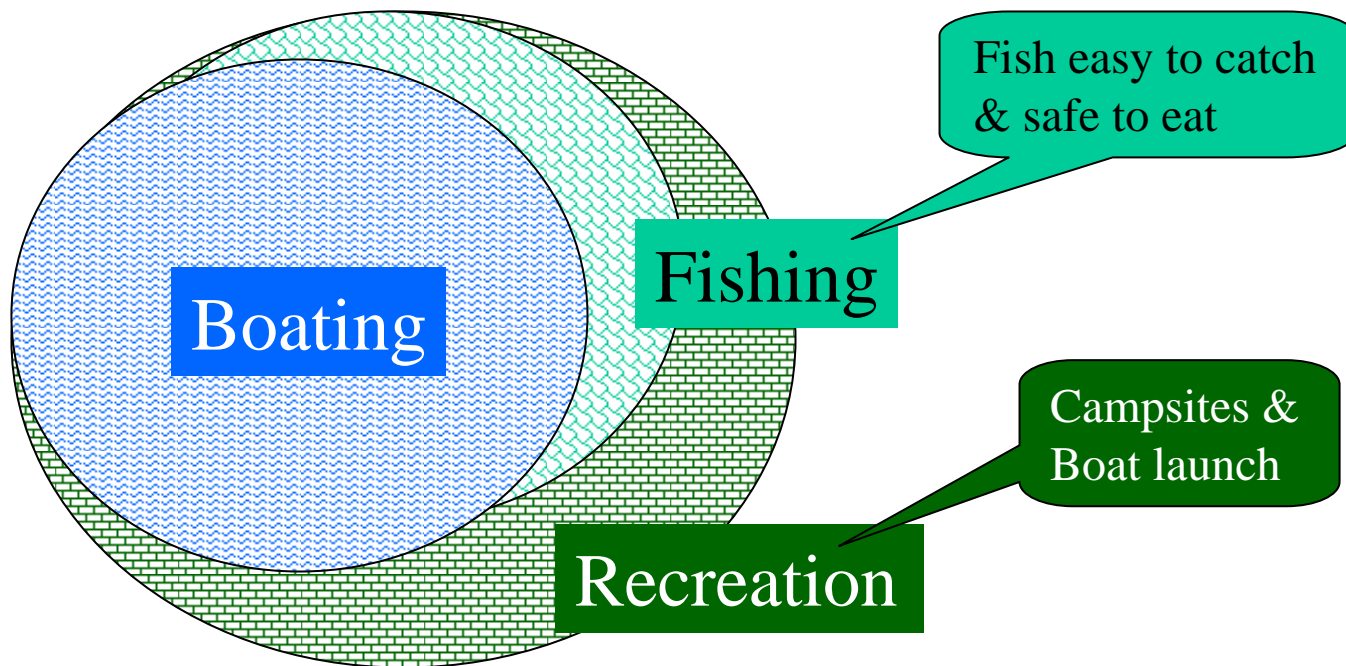 Fish easy to catch
& safe to eat
Fishing
Boating
Campsites &
Boat launch
Recreation